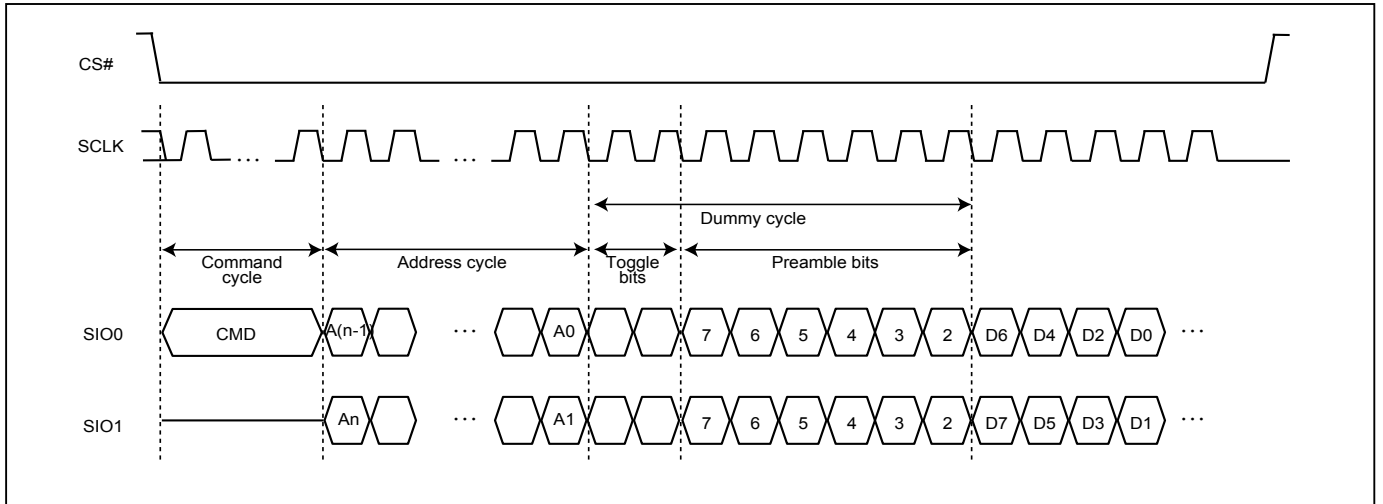 CS#
SCLK
...
...
Dummy cycle
Command
cycle
Address cycle
Toggle
bits
Preamble bits
SIO0
CMD
A(n-1)
...
A0
7
6
5
4
3
2
D6
D4
D2
D0
...
SIO1
An
...
A1
7
6
5
4
3
2
D7
D5
D3
D1
...